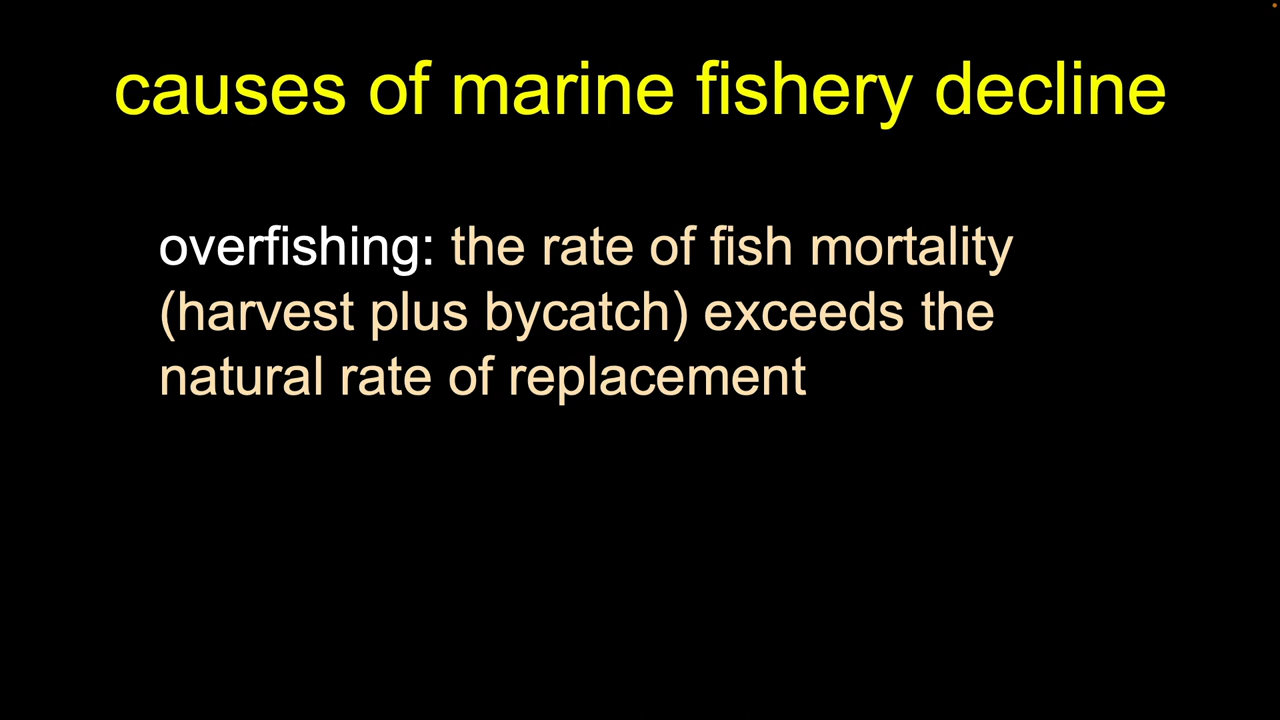 causes of marine fishery decline
overfishing: the rate of fish mortality
(harvest plus bycatch) exceeds the
natural rate of replacement